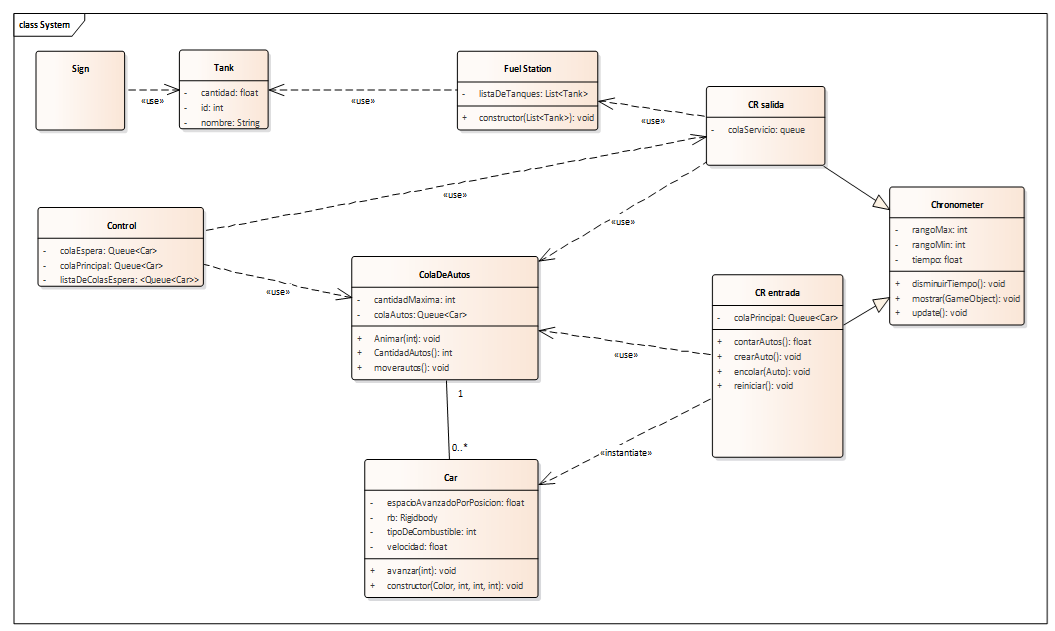 class System
Sign
«use»
Tank
- cantidad: float
- id: int
- nombre: String
«use»
Fuel Station
- listaDeTanques: List<Tank>
+ constructor(List<Tank>): void
«use»
CR salida
- colaServicio: queue
«use»
«use»
Chronometer
- rangoMax: int
- rangoMin: int
- tiempo: float
+ disminuirTiempo(): void
+ mostrar(GameObject): void
+ update(): void
Control
- colaEspera: Queue<Car>
- colaPrincipal: Queue<Car>
- listaDeColasEspera: <Queue<Car>>
«use»
ColaDeAutos
- cantidadMaxima: int
- colaAutos: Queue<Car>
+ Animar(int): void
+ CantidadAutos(): int
+ moverautos(): void
«use»
CR entrada
- colaPrincipal: Queue<Car>
+ contarAutos(): float
+ crearAuto(): void
+ encolar(Auto): void
+ reiniciar(): void
1
0..*
«instantiate»
Car
- espacioAvanzadoPorPosicion: float
- rb: Rigidbody
- tipoDeCombustible: int
- velocidad: float
+ avanzar(int): void
+ constructor(Color, int, int, int): void